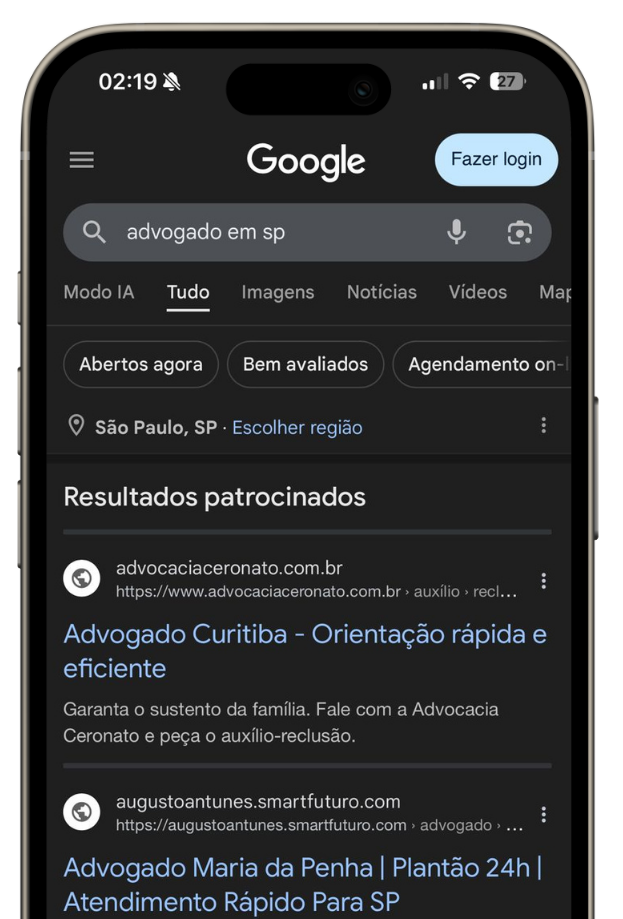 02:19
27
Google
Fazer login
advogado em sp
Modo IA Tudo Imagens Notícias Vídeos Map
Abertos agora Bem avaliados Agendamento on-l
São Paulo, SP · Escolher região
Resultados patrocinados
advocaciaceronato.com.br
https://www.advocaciaceronato.com.br › auxílio › recl...
Advogado Curitiba - Orientação rápida e
eficiente
Garanta o sustento da família. Fale com a Advocacia
Ceronato e peça o auxílio-reclusão.
augustoantunes.smartfuturo.com
https://augustoantunes.smartfuturo.com › advogado › ...
Advogado Maria da Penha | Plantão 24h |
Atendimento Rápido Para SP